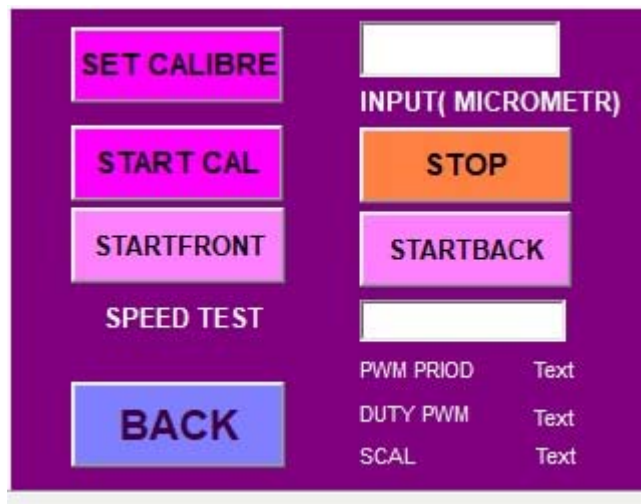 SET CALIBRE
INPUT( MICROMETR)
START CAL
STOP
STARTFRONT
STARTBACK
SPEED TEST
PWM PRIOD Text
DUTY PWM Text
BACK
SCAL Text